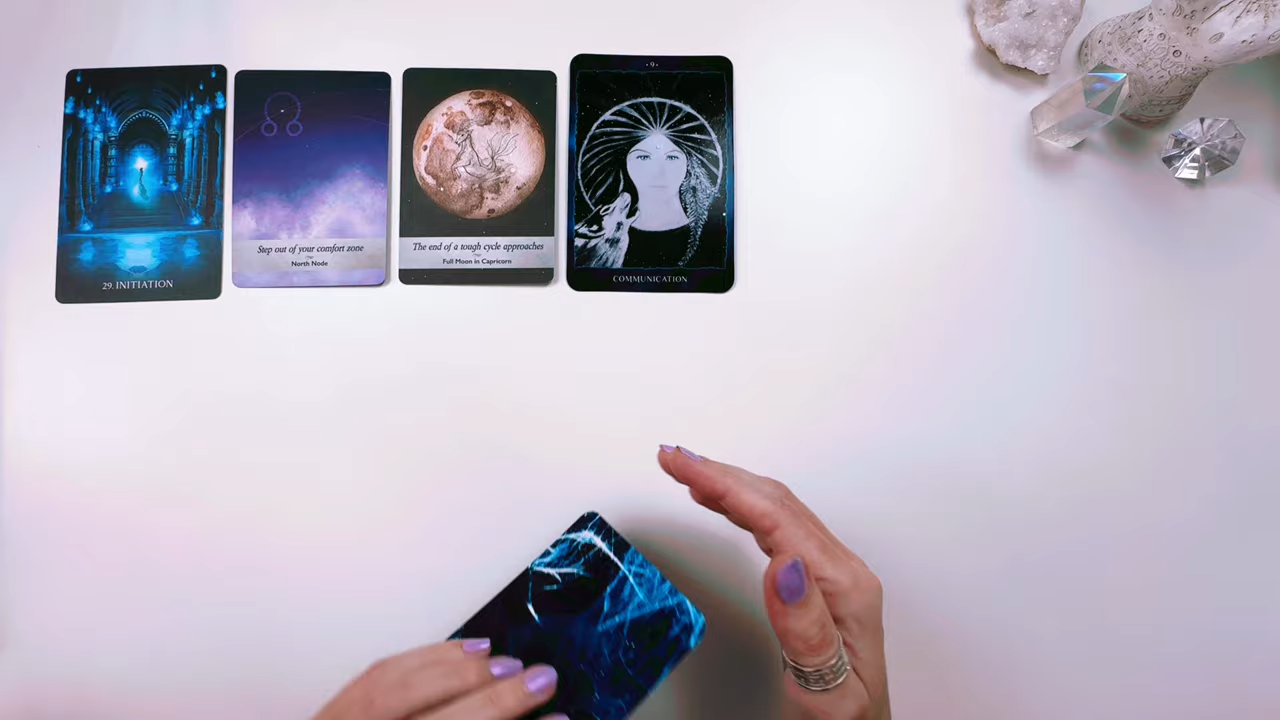 29. INITIATION
Step out of your comfort zone
North Node
The end of a tough cycle approaches
Full Moon in Capricorn
• 9 •
COMMUNICATION